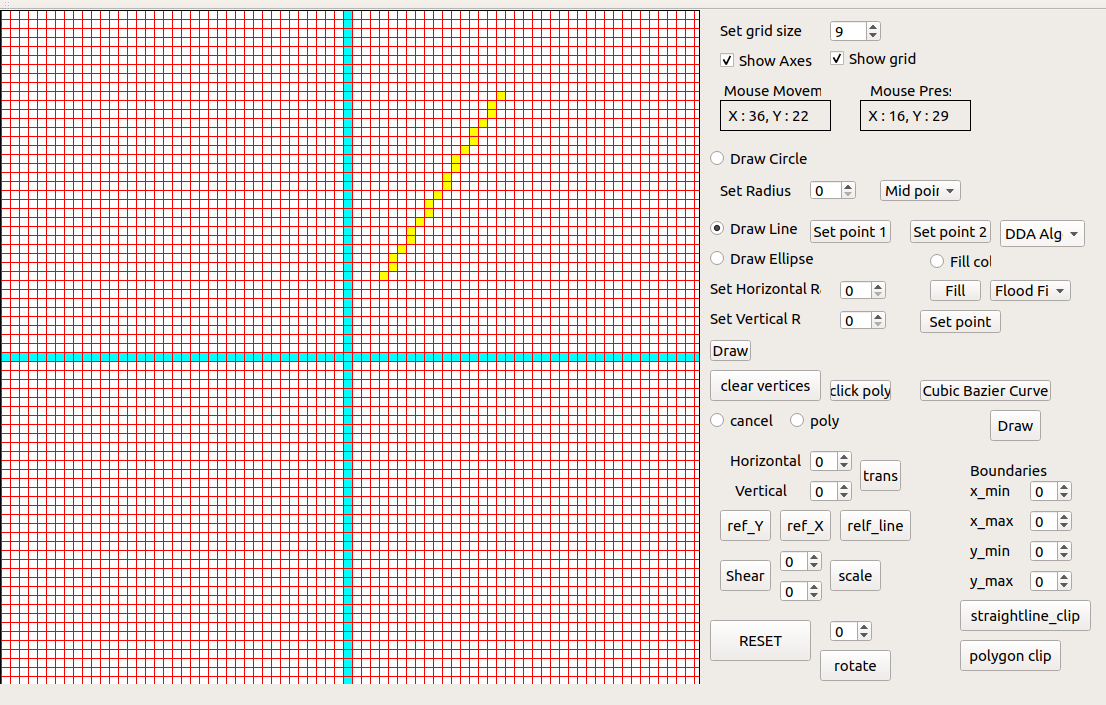 Set grid size 9
Show Axes Show grid
Mouse Movem Mouse Press
X : 36, Y : 22 X : 16, Y : 29
Draw Circle
Set Radius 0 Mid poir
Draw Line Set point 1 Set point 2 DDA Alg
Draw Ellipse Fill col
Set Horizontal R 0 Fill Flood Fi
Set Vertical R 0 Set point
Draw
clear vertices click poly Cubic Bazier Curve
cancel poly Draw
Horizontal 0 trans
Boundaries
Vertical 0 x_min 0
ref_Y ref_X relf_line x_max 0
Shear 0 scale y_min 0
0 y_max 0
straightline_clip
RESET 0
rotate polygon clip